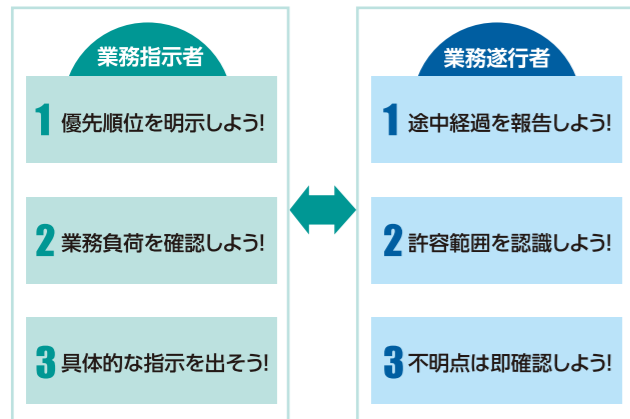 業務指示者
1 優先順位を明示しよう!
2 業務負荷を確認しよう!
3 具体的な指示を出そう!
業務遂行者
1 途中経過を報告しよう!
2 許容範囲を認識しよう!
3 不明点は即確認しよう!